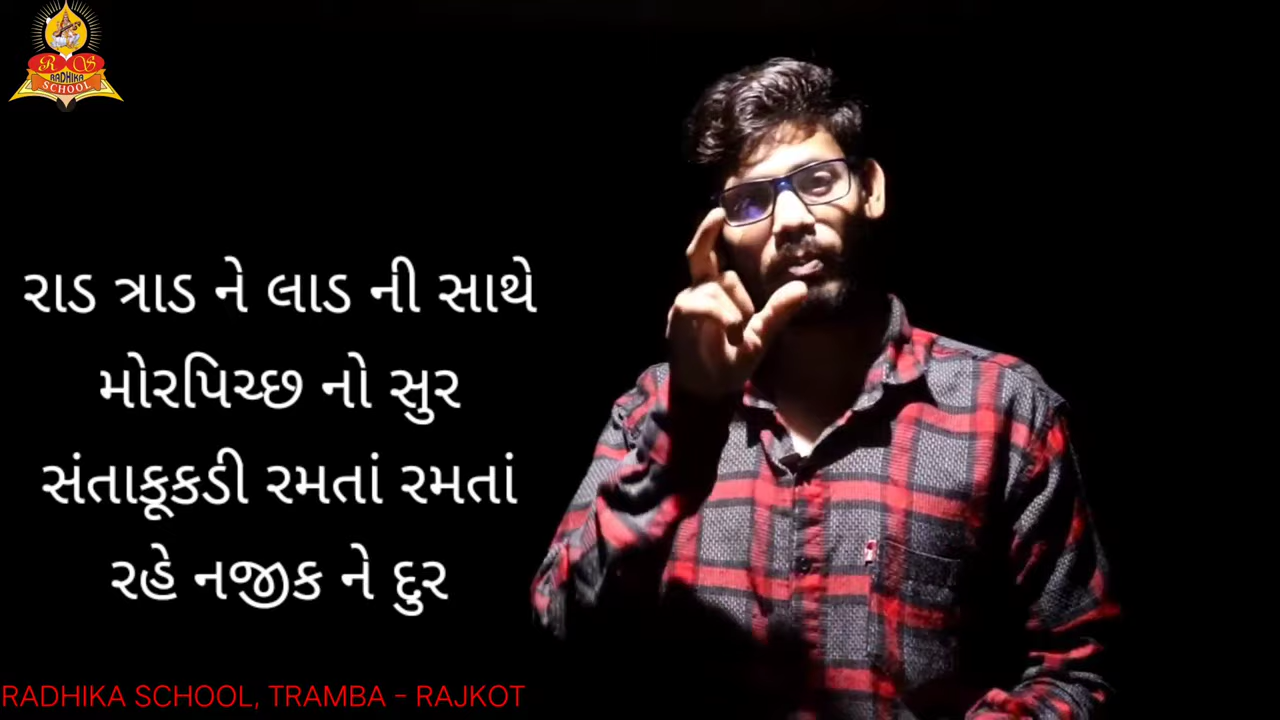 R S
RADHIKA
SCHOOL
રાડ ત્રાડ ને લાડ ની સાથે
મોરપિચ્છ નો સુર
સંતાકૂકડી રમતાં રમતાં
રહે નજીક ને દુર
RADHIKA SCHOOL, TRAMBA - RAJKOT